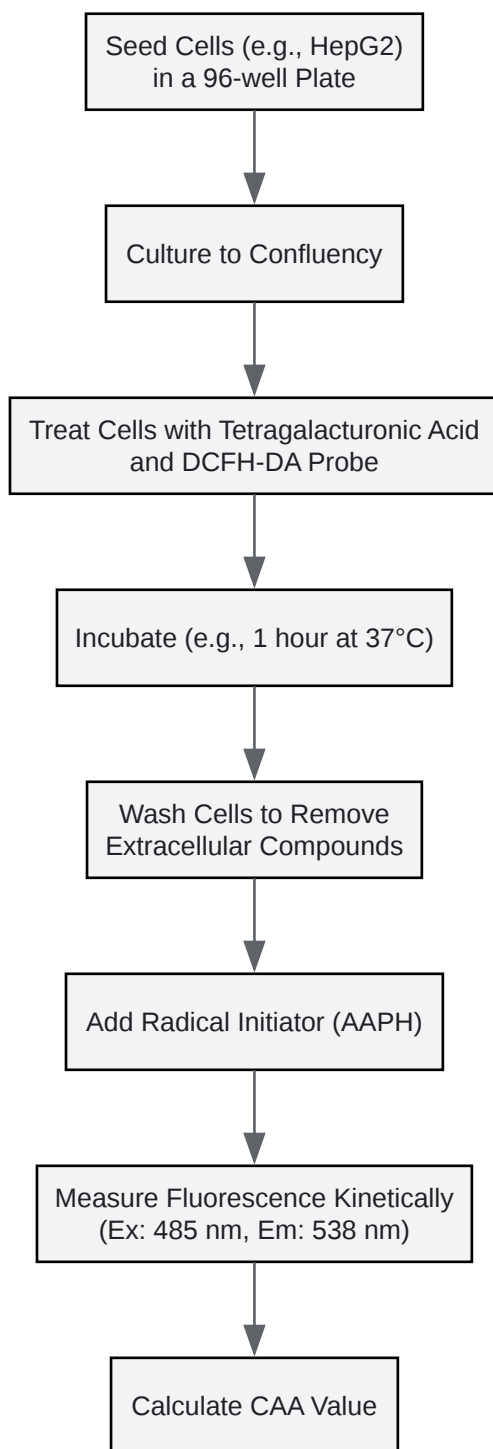 Seed Cells (e.g., HepG2)
in a 96-well Plate
Culture to Confluency
Treat Cells with Tetragalacturonic Acid
and DCFH-DA Probe
Incubate (e.g., 1 hour at 37°C)
Wash Cells to Remove
Extracellular Compounds
Add Radical Initiator (AAPH)
Measure Fluorescence Kinetically
(Ex: 485 nm, Em: 538 nm)
Calculate CAA Value